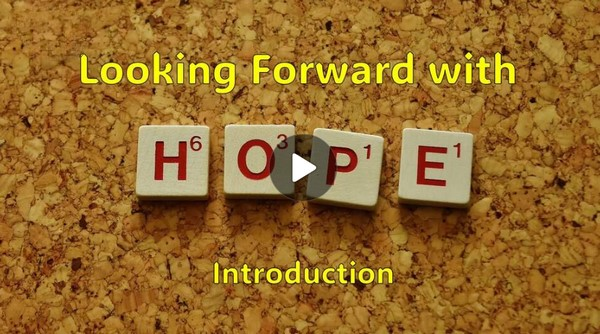 Looking Forward with
H6 O3 P1 E1
Introduction